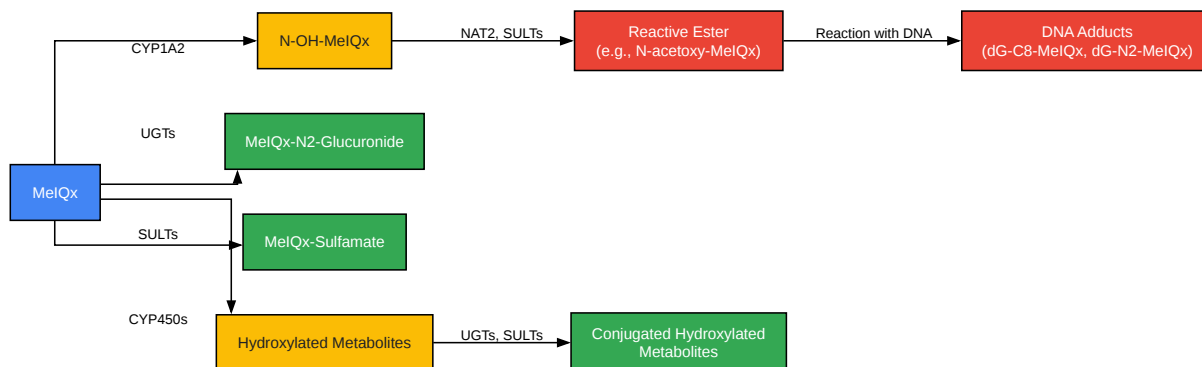 CYP1A2
N-OH-MeIQx
NAT2, SULTs
Reactive Ester
(e.g., N-acetoxy-MeIQx)
Reaction with DNA
DNA Adducts
(dG-C8-MeIQx, dG-N2-MeIQx)
UGTs
MeIQx-N2-Glucuronide
MeIQx
SULTs
MeIQx-Sulfamate
CYP450s
Hydroxylated Metabolites
UGTs, SULTs
Conjugated Hydroxylated
Metabolites